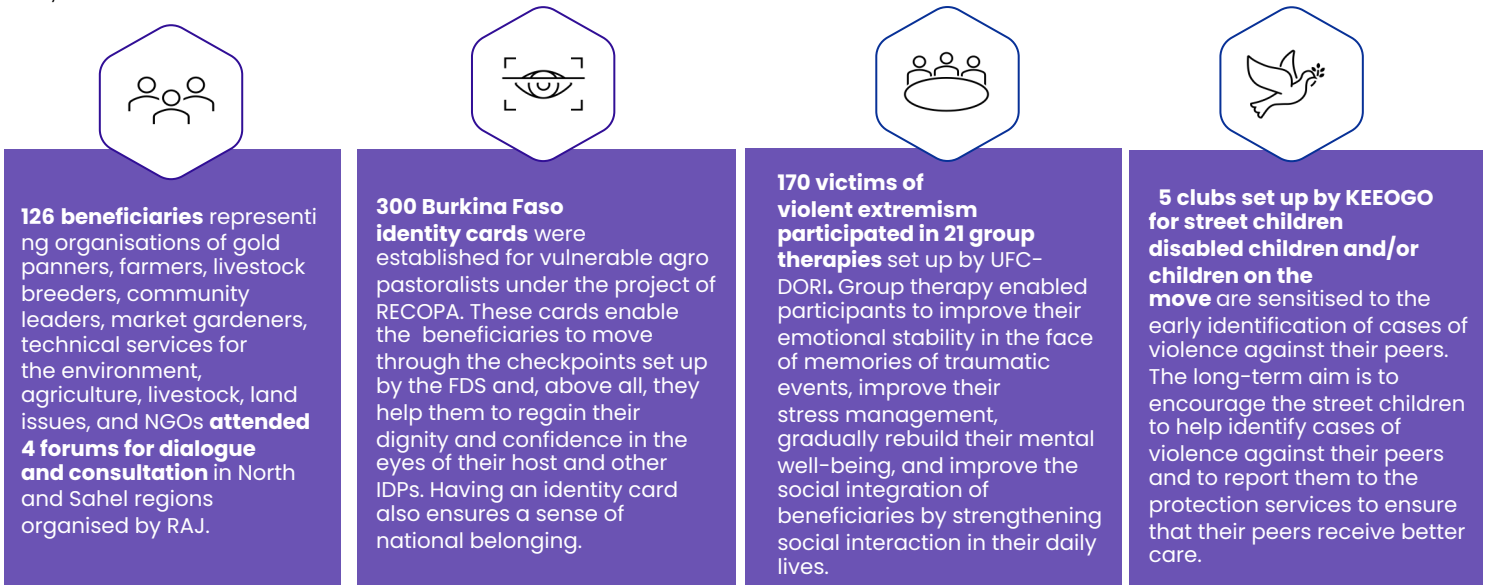 126 beneficiaries representi
ng organisations of gold
panners, farmers, livestock
breeders, community
leaders, market gardeners,
technical services for
the environment,
agriculture, livestock, land
issues, and NGOs attended
4 forums for dialogue
and consultation in North
and Sahel regions
organised by RAJ.
300 Burkina Faso
identity cards were
established for vulnerable agro
pastoralists under the project of
RECOPA. These cards enable
the beneficiaries to move
through the checkpoints set up
by the FDS and, above all, they
help them to regain their
dignity and confidence in the
eyes of their host and other
IDPs. Having an identity card
also ensures a sense of
national belonging.
170 victims of
violent extremism
participated in 21 group
therapies set up by UFC-
DORI. Group therapy enabled
participants to improve their
emotional stability in the face
of memories of traumatic
events, improve their
stress management,
gradually rebuild their mental
well-being, and improve the
social integration of
beneficiaries by strengthening
social interaction in their daily
lives.
5 clubs set up by KEEOGO
for street children
disabled children and/or
children on the
move are sensitised to the
early identification of cases of
violence against their peers.
The long-term aim is to
encourage the street children
to help identify cases of
violence against their peers
and to report them to the
protection services to ensure
that their peers receive better
care.